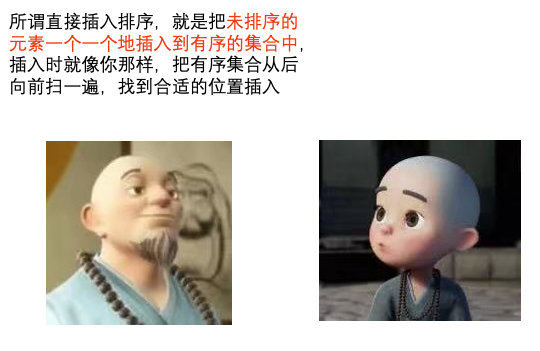 所谓直接插入排序，就是把未排序的
元素一个一个地插入到有序的集合中，
插入时就像你那样，把有序集合从后
向前扫一遍，找到合适的位置插入